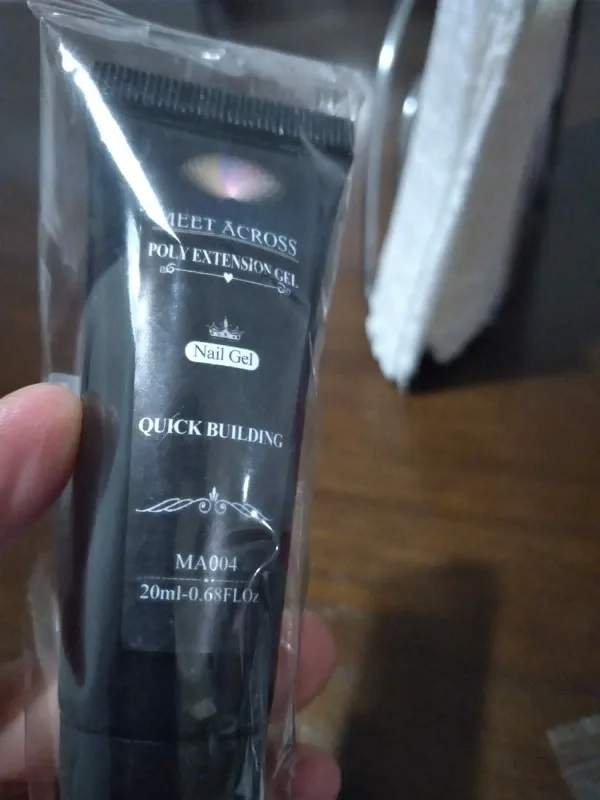 MEET ACROSS
POLY EXTENSION GEL
Nail Gel
QUICK BUILDING
MA004
20ml-0.68FLOz